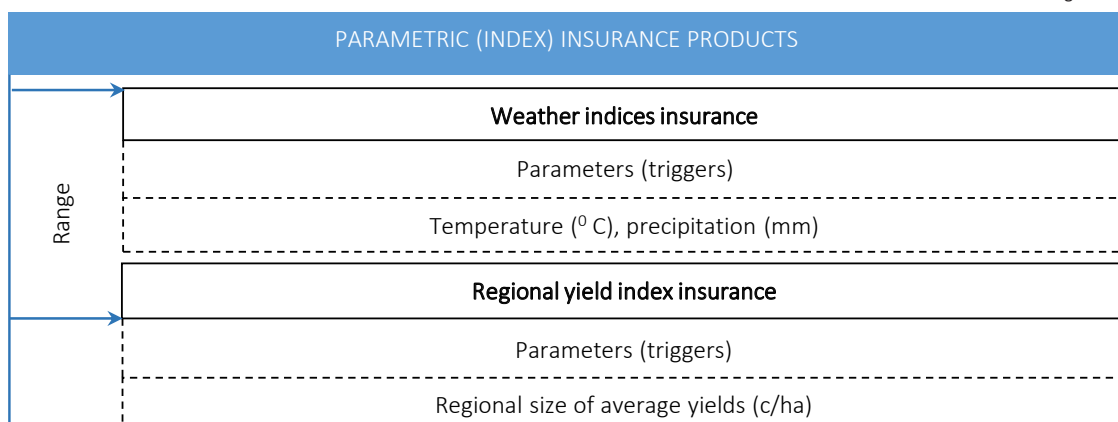 PARAMETRIC (INDEX) INSURANCE PRODUCTS
Range
Weather indices insurance
Parameters (triggers)
Temperature (⁰ C), precipitation (mm)
Regional yield index insurance
Parameters (triggers)
Regional size of average yields (c/ha)